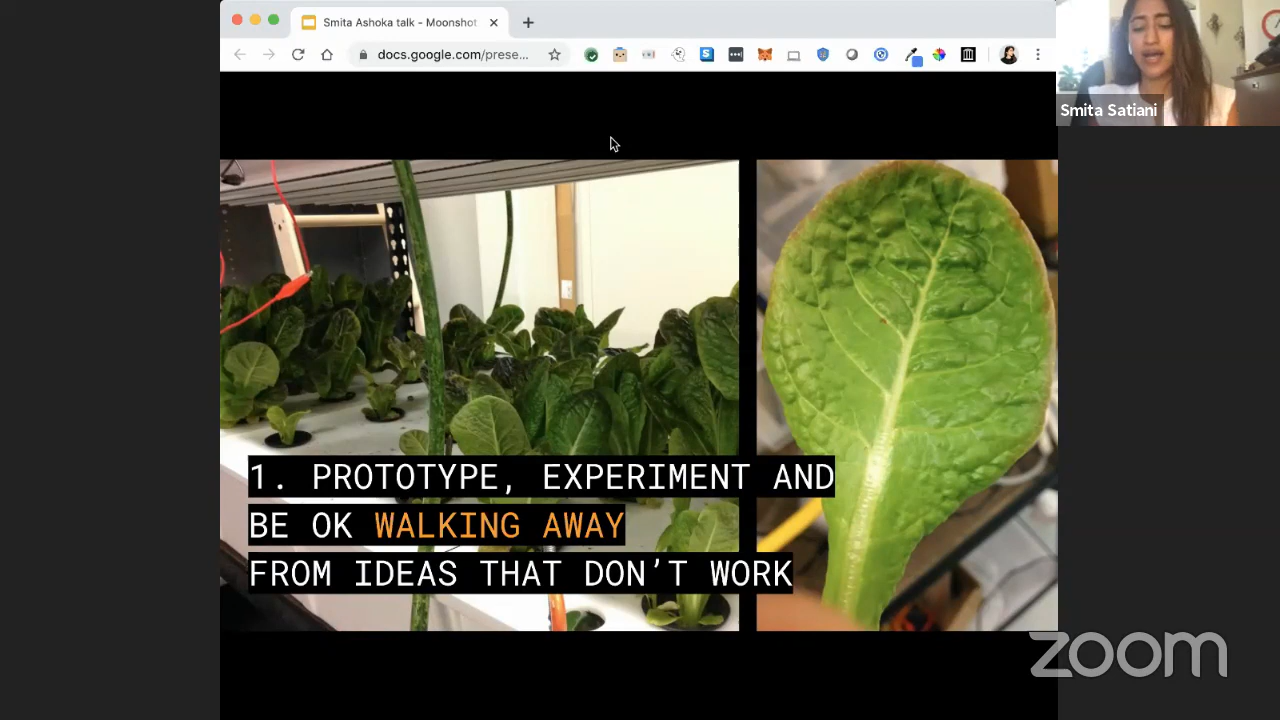 Smita Ashoka talk - Moonshot
docs.google.com/prese...
Smita Satiani
1. PROTOTYPE, EXPERIMENT AND
BE OK WALKING AWAY
FROM IDEAS THAT DON’T WORK
zoom